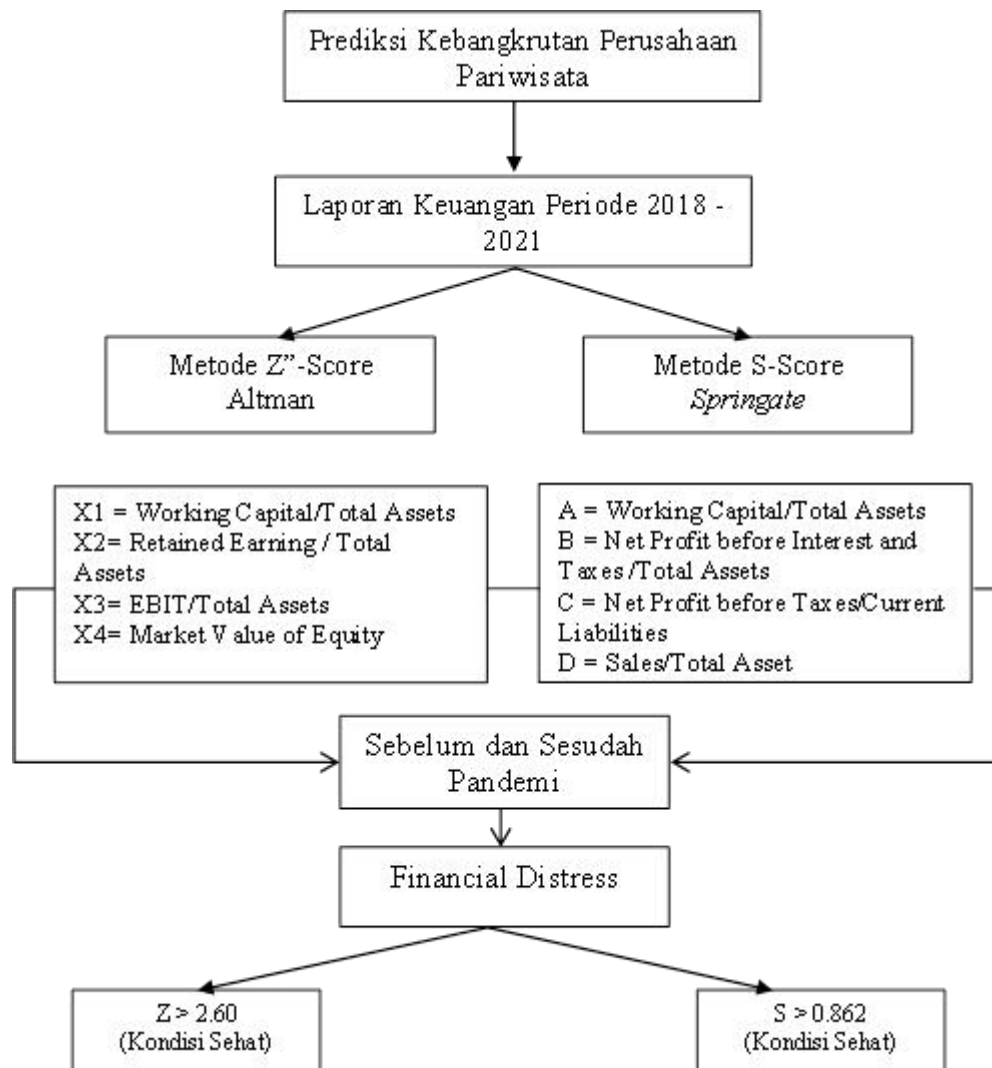 Prediksi Kebangkrutan Perusahaan
Pariwisata
Laporan Keuangan Periode 2018 -
2021
Metode Z”-Score
Altman
Metode S-Score
Springate
X1 = Working Capital/Total Assets
X2= Retained Earning / Total
Assets
X3= EBIT/Total Assets
X4= Market Value of Equity
A = Working Capital/Total Assets
B = Net Profit before Interest and
Taxes /Total Assets
C = Net Profit before Taxes/Current
Liabilities
D = Sales/Total Asset
Sebelum dan Sesudah
Pandemi
Financial Distress
Z > 2.60
(Kondisi Sehat)
S > 0.862
(Kondisi Sehat)